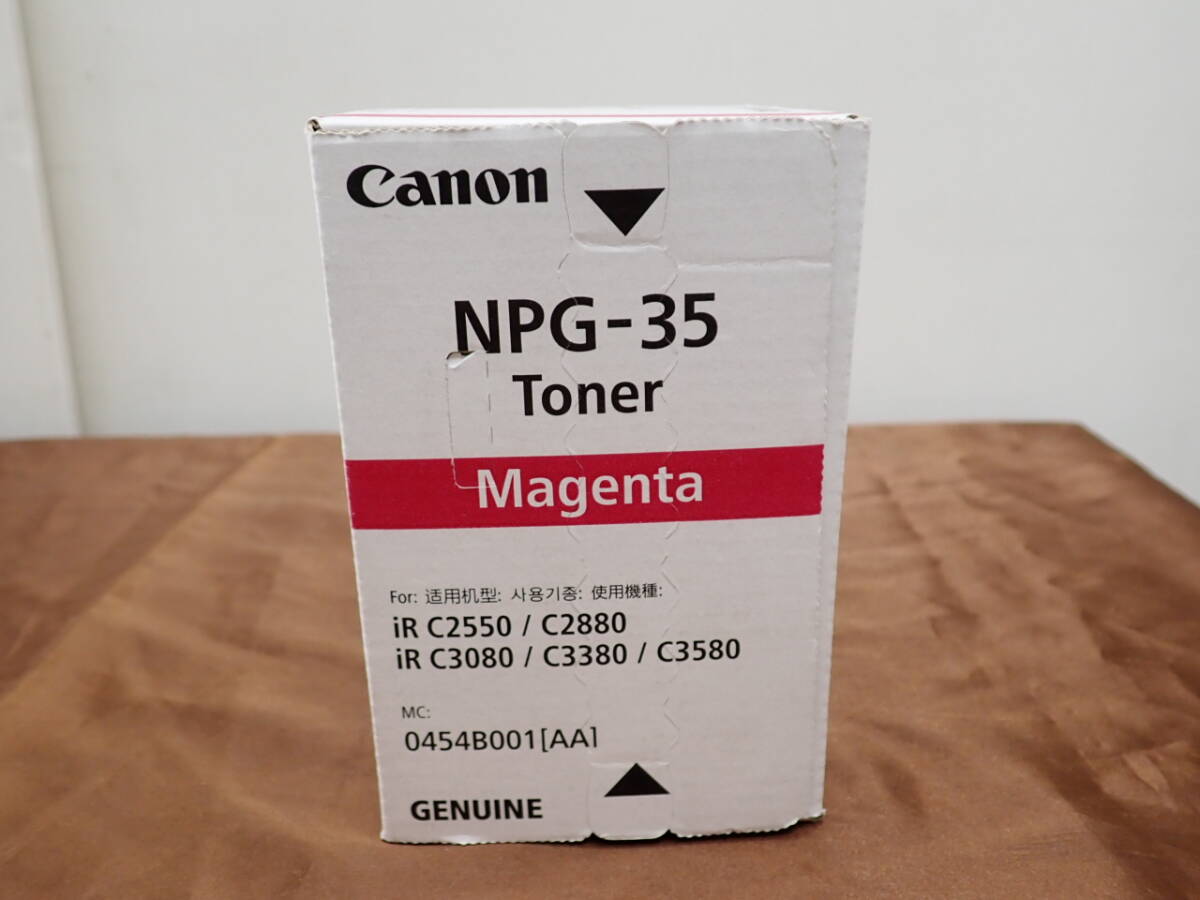 Canon
NPG-35
Toner
Magenta
For: 适用机型: 사용기종: 使用機種:
iR C2550 / C2880
iR C3080 / C3380 / C3580
MC:
0454B001[AA]
GENUINE